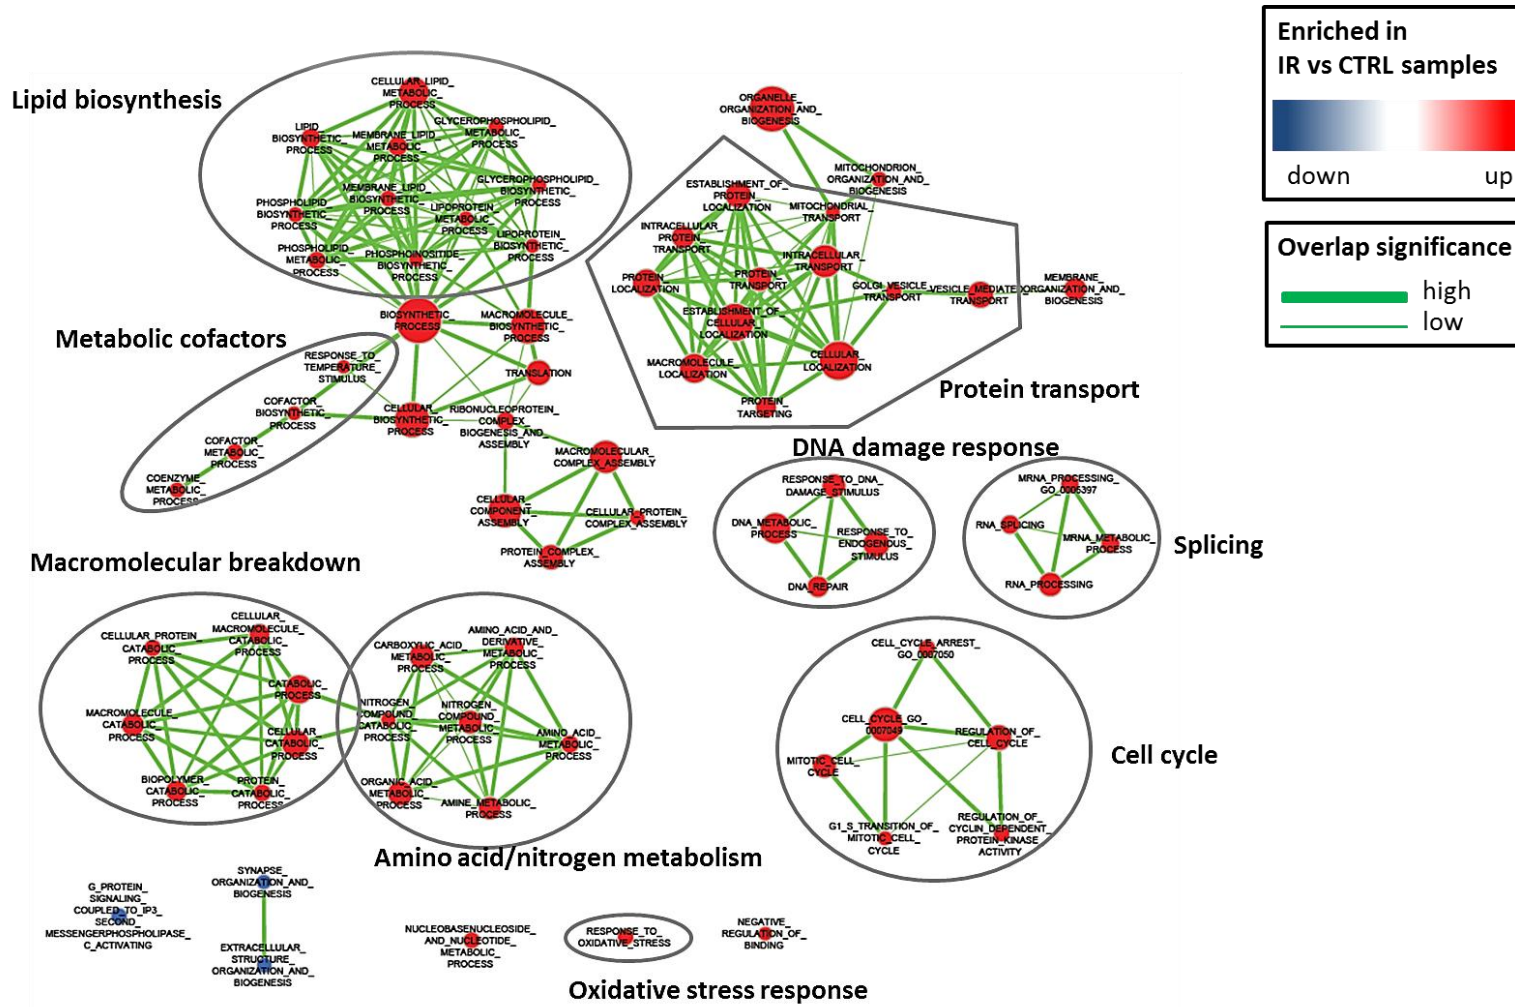 Enriched in
IR vs CTRL samples
down
up
Overlap significance
high
low
Lipid biosynthesis
CELLULAR_LIPID_
METABOLIC_
PROCESS
LIPID_
BIOSYNTHETIC_
PROCESS
MEMBRANE_LIPID_
METABOLIC_
PROCESS
GLYCEROPHOSPHOLIPID_
METABOLIC_
PROCESS
MEMBRANE_LIPID_
BIOSYNTHETIC_
PROCESS
GLYCEROPHOSPHOLIPID_
BIOSYNTHETIC_
PROCESS
PHOSPHOLIPID_
BIOSYNTHETIC_
PROCESS
LIPOPROTEIN_
METABOLIC_
PROCESS
LIPOPROTEIN_
BIOSYNTHETIC_
PROCESS
PHOSPHOLIPID_
METABOLIC_
PROCESS
PHOSPHOINOSITIDE_
BIOSYNTHETIC_
PROCESS
BIOSYNTHETIC_
PROCESS
MACROMOLECULE_
BIOSYNTHETIC_
PROCESS
TRANSLATION
Metabolic cofactors
RESPONSE_TO_
TEMPERATURE_
STIMULUS
COFACTOR_
BIOSYNTHETIC_
PROCESS
COFACTOR_
METABOLIC_
PROCESS
COENZYME_
METABOLIC_
PROCESS
CELLULAR_
BIOSYNTHETIC_
PROCESS
RIBONUCLEOPROTEIN_
COMPLEX_
BIOGENESIS_AND_
ASSEMBLY
MACROMOLECULAR_
COMPLEX_ASSEMBLY
CELLULAR_
COMPONENT_
ASSEMBLY
CELLULAR_PROTEIN_
COMPLEX_ASSEMBLY
PROTEIN_COMPLEX_
ASSEMBLY
ORGANELLE_
ORGANIZATION_AND_
BIOGENESIS
MITOCHONDRION_
ORGANIZATION_AND_
BIOGENESIS
ESTABLISHMENT_OF_
PROTEIN_
LOCALIZATION
MITOCHONDRIAL_
TRANSPORT
INTRACELLULAR_
PROTEIN_
TRANSPORT
INTRACELLULAR_
TRANSPORT
PROTEIN_
LOCALIZATION
PROTEIN_
TRANSPORT
GOLGI_VESICLE_
TRANSPORT
VESICLE_MEDIATED_
TRANSPORT
MEMBRANE_
ORGANIZATION_AND_
BIOGENESIS
ESTABLISHMENT_OF_
CELLULAR_
LOCALIZATION
MACROMOLECULE_
LOCALIZATION
CELLULAR_
LOCALIZATION
PROTEIN_
TARGETING
Protein transport
DNA damage response
RESPONSE_TO_DNA_
DAMAGE_STIMULUS
DNA_METABOLIC_
PROCESS
RESPONSE_TO_
ENDOGENOUS_
STIMULUS
DNA_REPAIR
MRNA_PROCESSING_
GO_0006397
RNA_SPLICING
MRNA_METABOLIC_
PROCESS
RNA_PROCESSING
Splicing
Macromolecular breakdown
CELLULAR_
MACROMOLECULE_
CATABOLIC_
PROCESS
CELLULAR_PROTEIN_
CATABOLIC_
PROCESS
CATABOLIC_
PROCESS
MACROMOLECULE_
CATABOLIC_
PROCESS
CELLULAR_
CATABOLIC_
PROCESS
BIOPOLYMER_
CATABOLIC_
PROCESS
PROTEIN_
CATABOLIC_
PROCESS
CARBOXYLIC_ACID_
METABOLIC_
PROCESS
AMINO_ACID_AND_
DERIVATIVE_
METABOLIC_
PROCESS
NITROGEN_
COMPOUND_
CATABOLIC_
PROCESS
NITROGEN_
COMPOUND_
METABOLIC_
PROCESS
AMINO_ACID_
METABOLIC_
PROCESS
ORGANIC_ACID_
METABOLIC_
PROCESS
AMINE_METABOLIC_
PROCESS
Amino acid/nitrogen metabolism
CELL_CYCLE_ARREST_
GO_0007050
CELL_CYCLE_GO_
0007049
REGULATION_OF_
CELL_CYCLE
MITOTIC_CELL_
CYCLE
G1_S_TRANSITION_OF_
MITOTIC_CELL_
CYCLE
REGULATION_OF_
CYCLIN_DEPENDENT_
PROTEIN_KINASE_
ACTIVITY
Cell cycle
G_PROTEIN_
SIGNALING_
COUPLED_TO_IP3_
SECOND_
MESSENGERPHOSPHOLIPASE_
C_ACTIVATING
SYNAPSE_
ORGANIZATION_AND_
BIOGENESIS
EXTRACELLULAR_
STRUCTURE_
ORGANIZATION_AND_
BIOGENESIS
NUCLEOBASENUCLEOSIDE_
AND_NUCLEOTIDE_
METABOLIC_
PROCESS
RESPONSE_TO_
OXIDATIVE_STRESS
NEGATIVE_
REGULATION_OF_
BINDING
Oxidative stress response